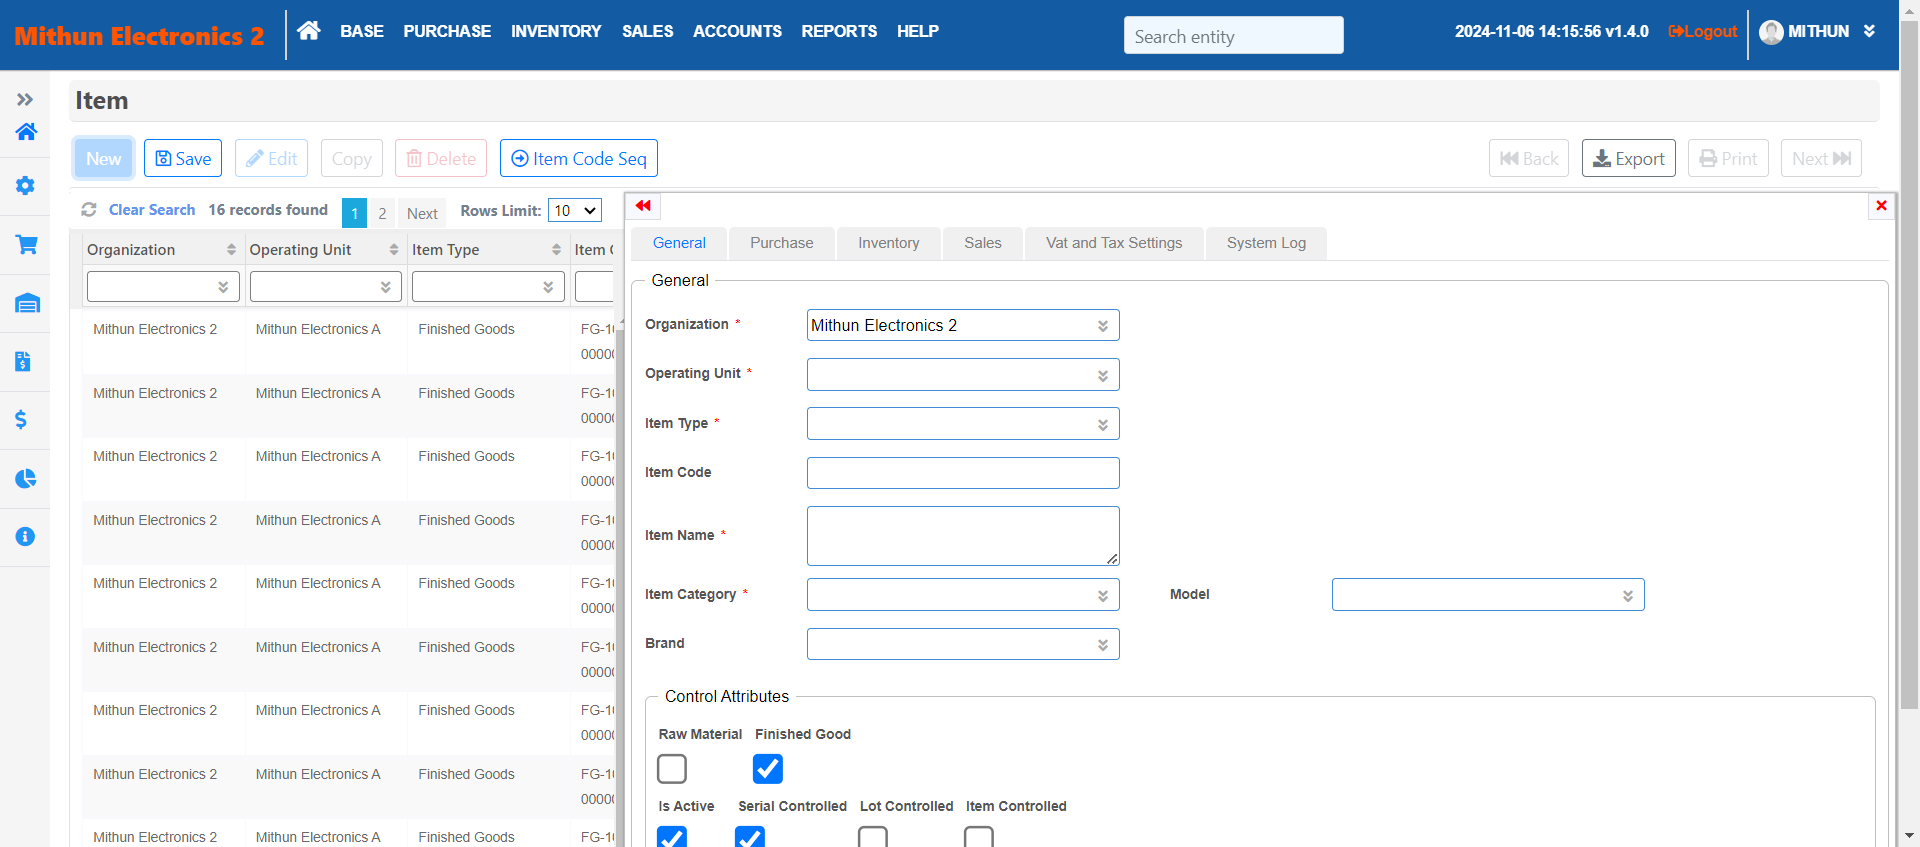 Mithun Electronics 2
BASE PURCHASE INVENTORY SALES ACCOUNTS REPORTS HELP
Search entity
2024-11-06 14:15:56 v1.4.0 Logout MITHUN
Item
New Save Edit Copy Delete Item Code Seq Back Export Print Next
Clear Search 16 records found 1 2 Next Rows Limit: 10
Organization Operating Unit Item Type Item
Mithun Electronics 2 Mithun Electronics A Finished Goods FG-10
0000
Mithun Electronics 2 Mithun Electronics A Finished Goods FG-10
0000
Mithun Electronics 2 Mithun Electronics A Finished Goods FG-10
0000
Mithun Electronics 2 Mithun Electronics A Finished Goods FG-10
0000
Mithun Electronics 2 Mithun Electronics A Finished Goods FG-10
0000
Mithun Electronics 2 Mithun Electronics A Finished Goods FG-10
0000
Mithun Electronics 2 Mithun Electronics A Finished Goods FG-10
0000
Mithun Electronics 2 Mithun Electronics A Finished Goods FG-10
0000
Mithun Electronics 2 Mithun Electronics A Finished Goods FG-10
General Purchase Inventory Sales Vat and Tax Settings System Log
General
Organization * Mithun Electronics 2
Operating Unit *
Item Type *
Item Code
Item Name *
Item Category * Model
Brand
Control Attributes
Raw Material Finished Good
Is Active Serial Controlled Lot Controlled Item Controlled